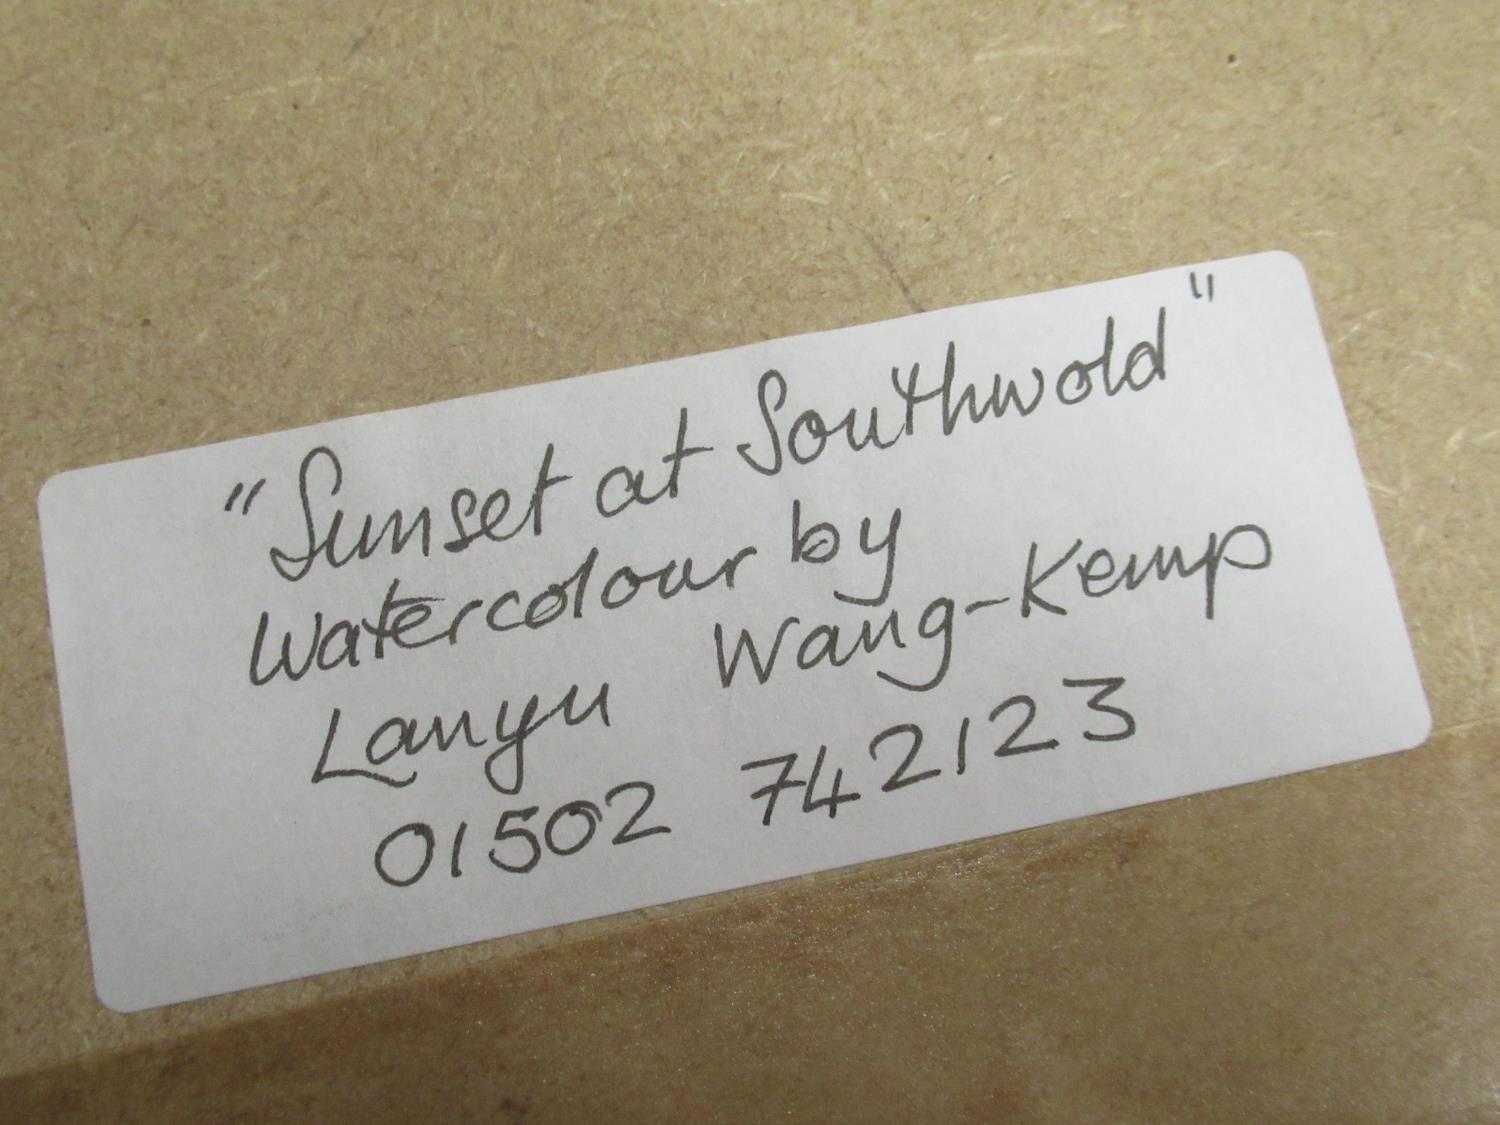 "Sunset at Southwold"
Watercolour by
Lanyu Wang-Kemp
01502 742123